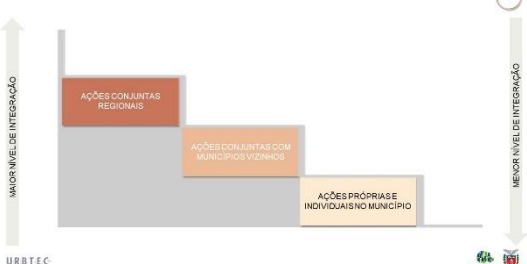 MAIOR NÍVEL DE INTEGRAÇÃO
AÇÕES CONJUNTAS
REGIONAIS
AÇÕES CONJUNTAS COM
MUNICÍPIOS VIZINHOS
AÇÕES PRÓPRIAS E
INDIVIDUAIS NO MUNICÍPIO
MENOR NÍVEL DE INTEGRAÇÃO
URBTEC